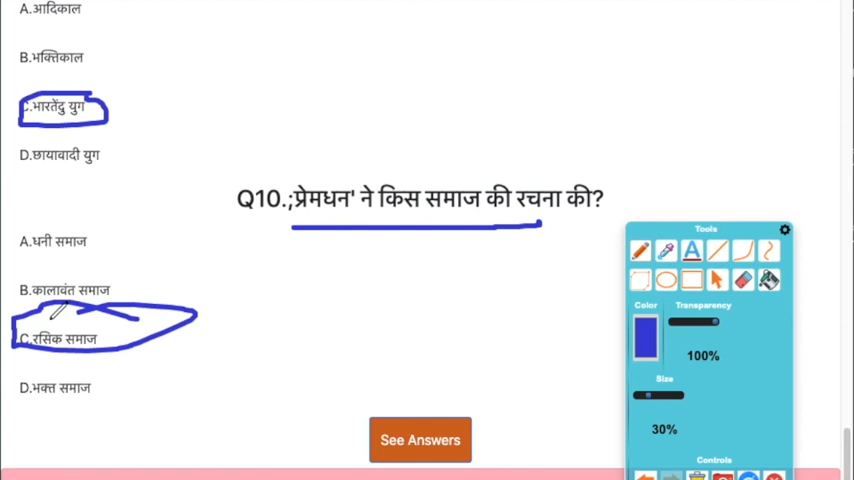 A.आदिकाल
B.भक्तिकाल
C.भारतेंदु युग
D.छायावादी युग
Q10.;प्रेमधन' ने किस समाज की रचना की?
A.धनी समाज
B.कालावंत समाज
C.रसिक समाज
D.भक्त समाज
See Answers
Tools
A
Color
Transparency
100%
Size
30%
Controls